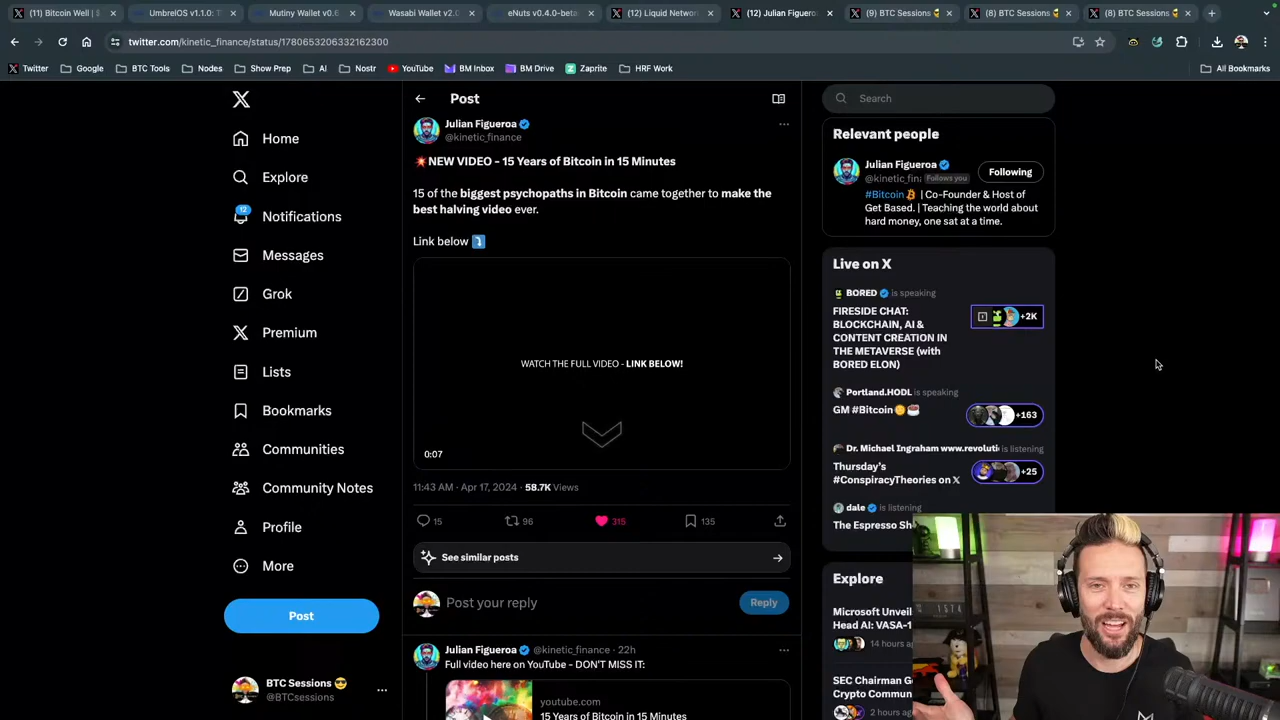 (11) Bitcoin Well | $
UmbrelOS v1.1.0: T
Mutiny Wallet v0.6
Wasabi Wallet v2.0
eNuts v0.4.0-beta
(12) Liquid Networ
(12) Julian Figuero
(9) BTC Sessions
(8) BTC Sessions
(8) BTC Sessions
twitter.com/kinetic_finance/status/1780653206332162300
Twitter
Google
BTC Tools
Nodes
Show Prep
AI
Nostr
YouTube
BM Inbox
BM Drive
Zaprite
HRF Work
All Bookmarks
Home
Explore
12
Notifications
Messages
Grok
Premium
Lists
Bookmarks
Communities
Community Notes
Profile
More
Post
BTC Sessions 😎
@BTCsessions
Post
Julian Figueroa
@kinetic_finance
💥NEW VIDEO - 15 Years of Bitcoin in 15 Minutes
15 of the biggest psychopaths in Bitcoin came together to make the
best halving video ever.
Link below ⤵️
WATCH THE FULL VIDEO - LINK BELOW!
0:07
11:43 AM · Apr 17, 2024 · 58.7K Views
15
96
315
135
See similar posts
Post your reply
Reply
Julian Figueroa @kinetic_finance · 22h
Full video here on YouTube - DON'T MISS IT:
youtube.com
15 Years of Bitcoin in 15 Minutes
Search
Relevant people
Julian Figueroa
@kinetic_fin: Follows you
Following
#Bitcoin | Co-Founder & Host of
Get Based. | Teaching the world about
hard money, one sat at a time.
Live on X
BORED is speaking
FIRESIDE CHAT:
BLOCKCHAIN, AI &
CONTENT CREATION IN
THE METAVERSE (with
BORED ELON)
+2K
Portland.HODL is speaking
GM #Bitcoin
+163
Dr. Michael Ingraham www.revoluti is listening
Thursday's
#ConspiracyTheories on X
+25
dale is listening
The Espresso Sh
Explore
Microsoft Unveil
Head AI: VASA-1
14 hours ag
SEC Chairman G
Crypto Commun
2 hours ag